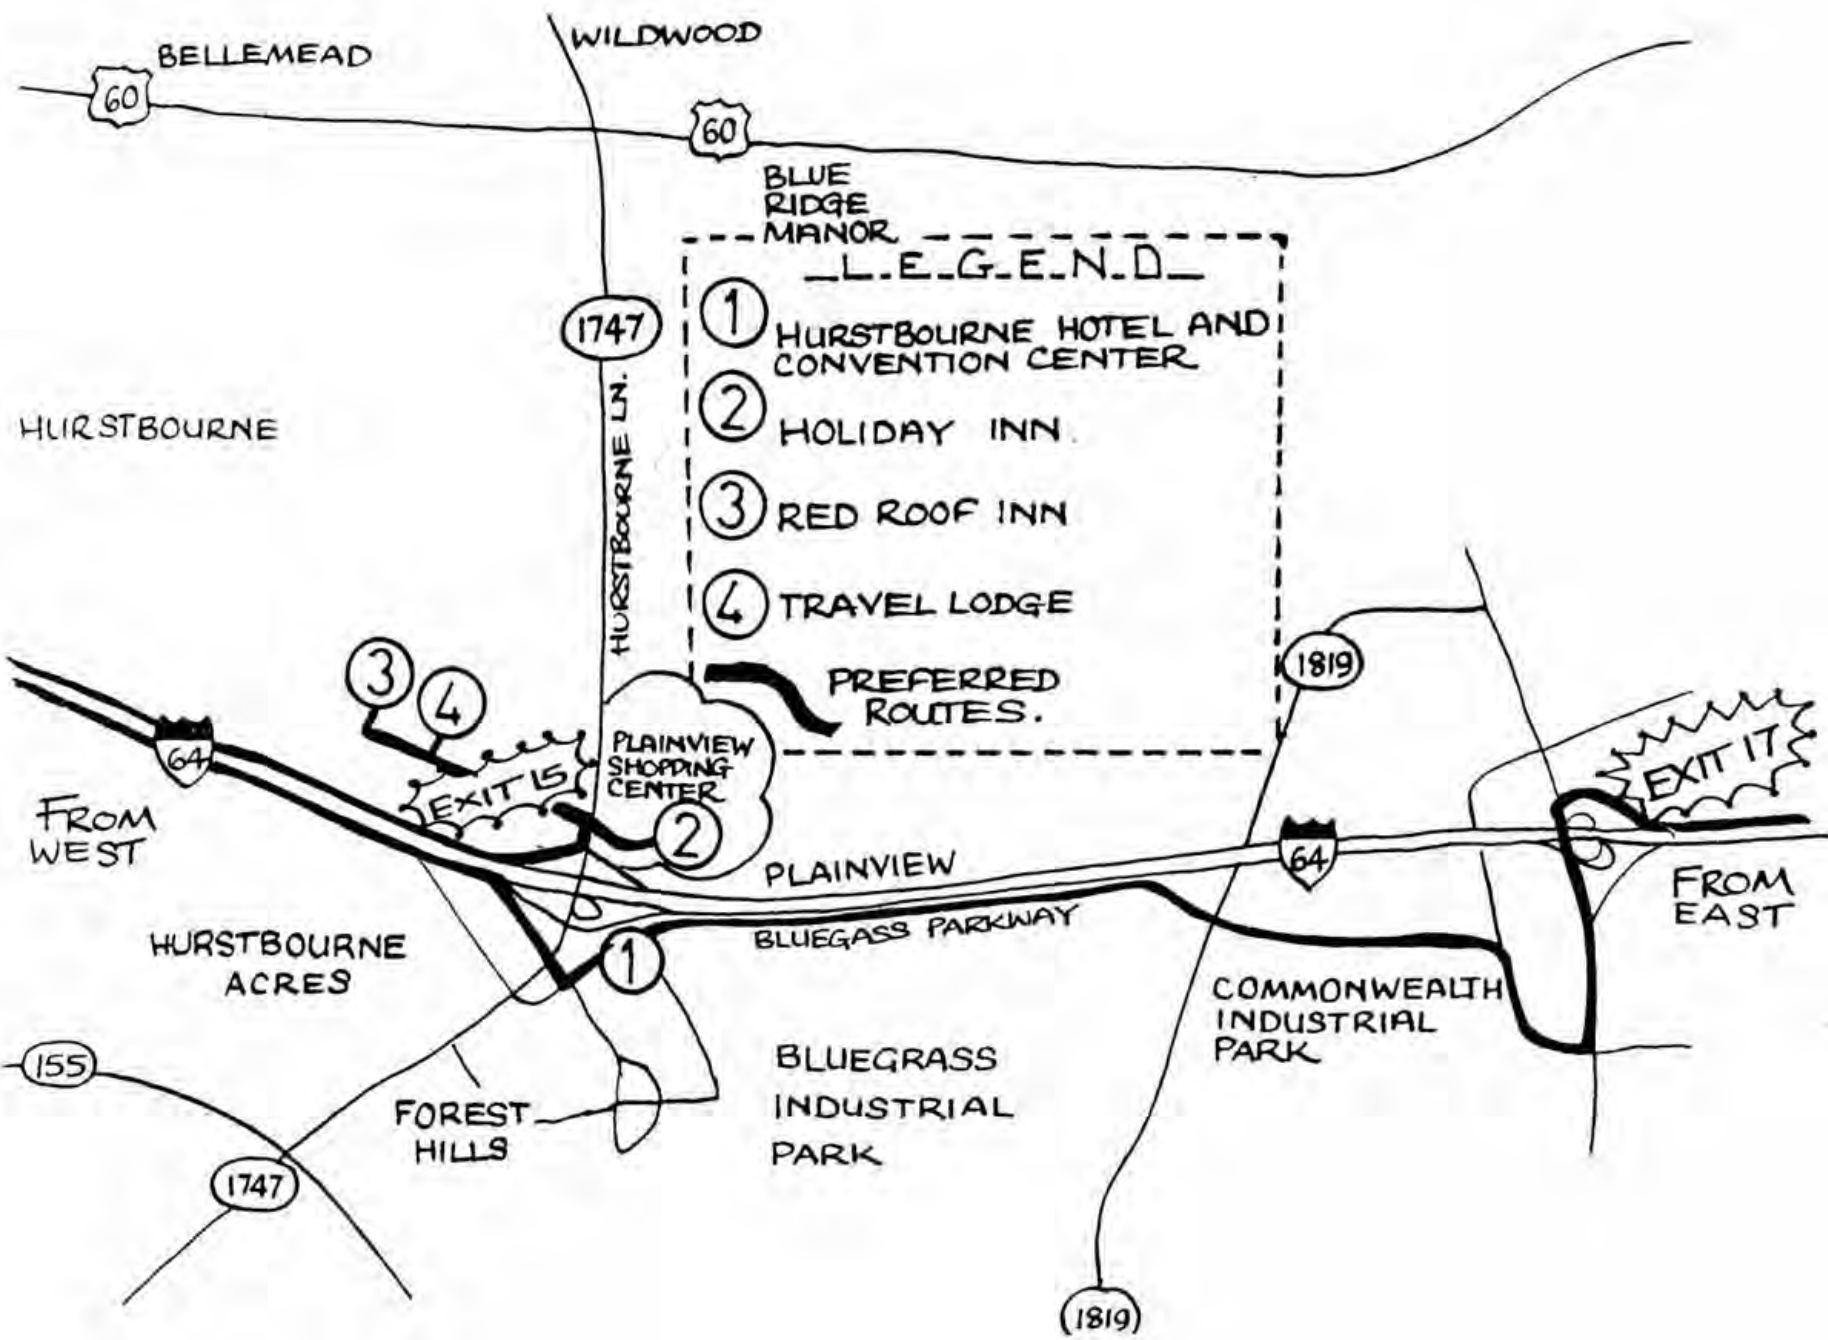 BELLEMEAD
WILDWOOD
60
60
BLUE
RIDGE
MANOR
L.E.G.E.N.D
1 HURSTBOURNE HOTEL AND
CONVENTION CENTER
2 HOLIDAY INN
3 RED ROOF INN
4 TRAVEL LODGE
PREFERRED
ROUTES.
1747
HURSTBOURNE LN.
HURSTBOURNE
3
4
64
EXIT 15
PLAINVIEW
SHOPPING
CENTER
2
FROM
WEST
1819
EXIT 17
64
PLAINVIEW
BLUEGASS PARKWAY
FROM
EAST
HURSTBOURNE
ACRES
1
COMMONWEALTH
INDUSTRIAL
PARK
BLUEGRASS
INDUSTRIAL
PARK
155
FOREST
HILLS
1747
1819